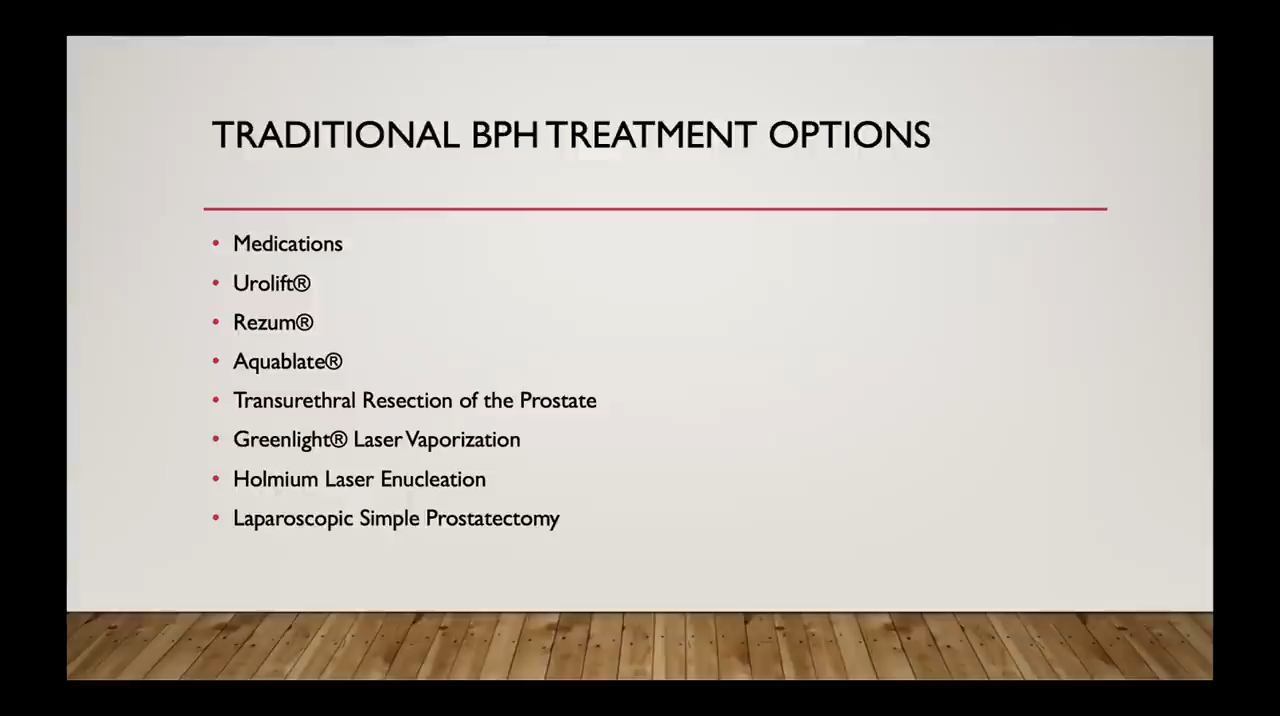 TRADITIONAL BPH TREATMENT OPTIONS
• Medications
• Urolift®
• Rezum®
• Aquablate®
• Transurethral Resection of the Prostate
• Greenlight® Laser Vaporization
• Holmium Laser Enucleation
• Laparoscopic Simple Prostatectomy